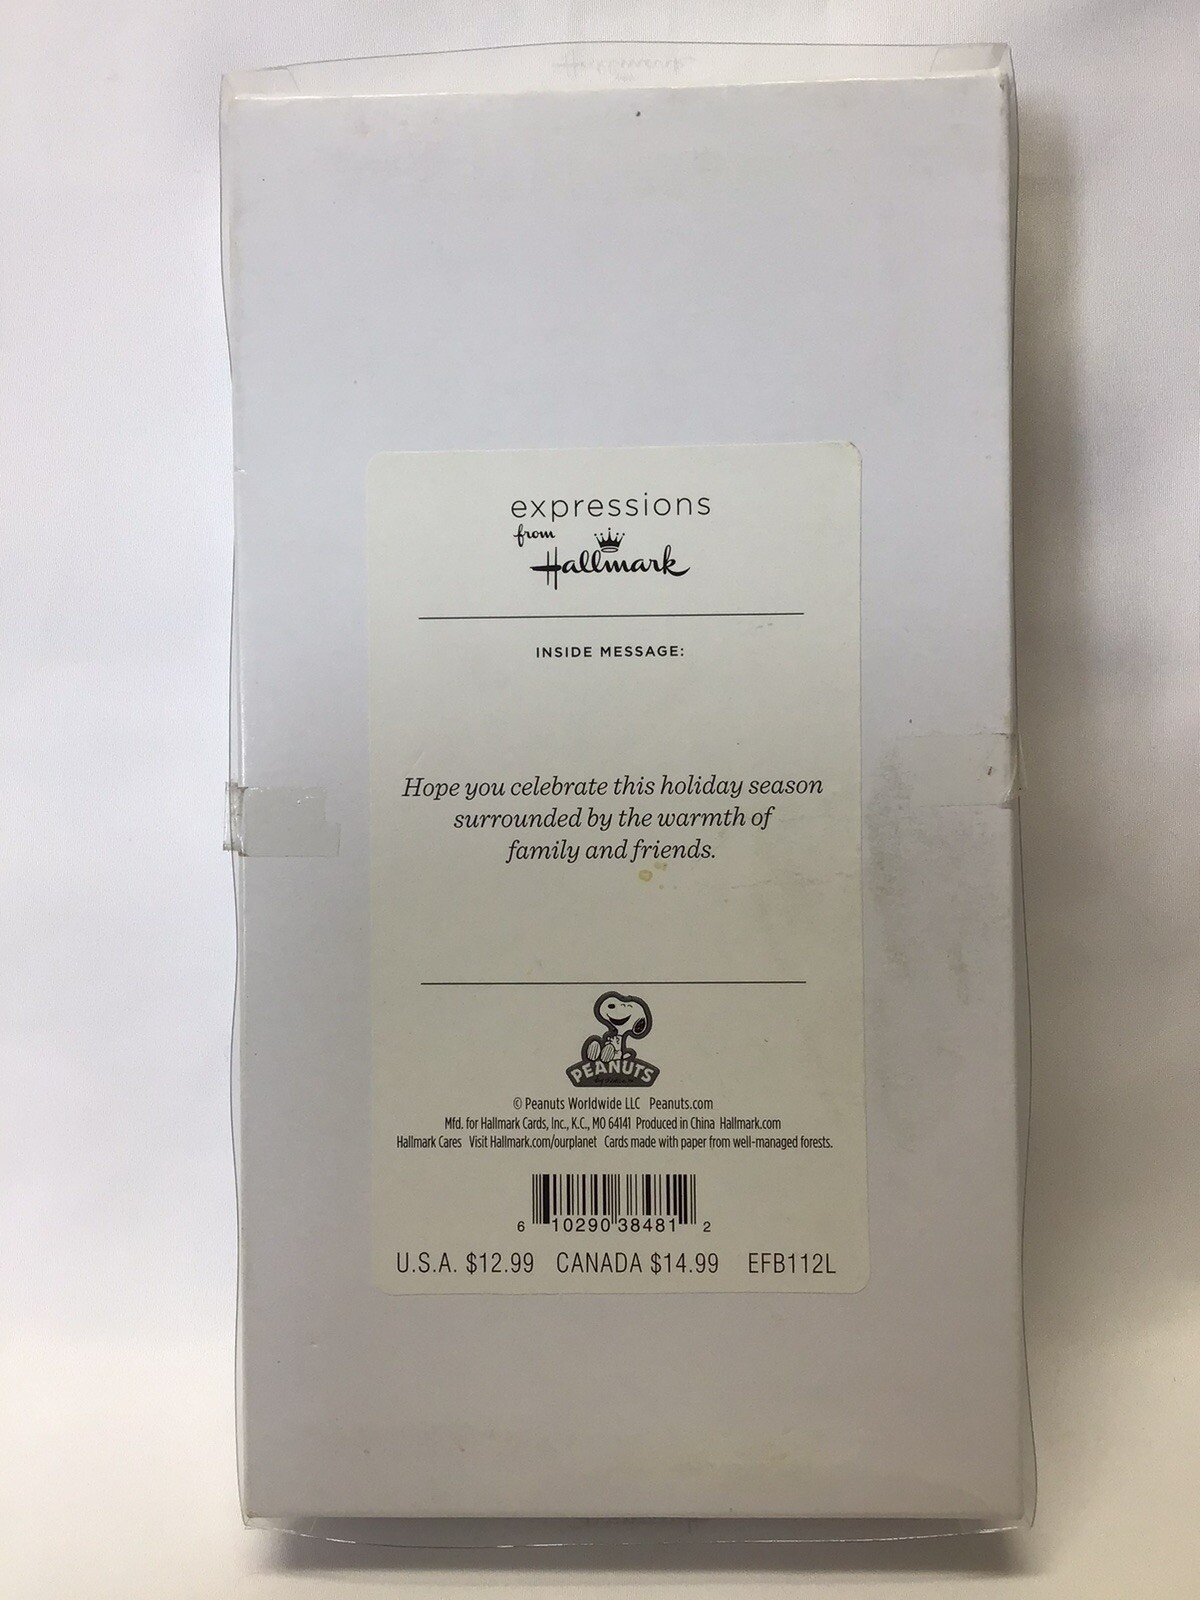 expressions
from
Hallmark
INSIDE MESSAGE:
Hope you celebrate this holiday season
surrounded by the warmth of
family and friends.
PEANUTS
© Peanuts Worldwide LLC Peanuts.com
Mfd. for Hallmark Cards, Inc., K.C., MO 64141 Produced in China Hallmark.com
Hallmark Cares Visit Hallmark.com/ourplanet Cards made with paper from well-managed forests.
6 10290 38481 2
U.S.A. $12.99 CANADA $14.99 EFB112L